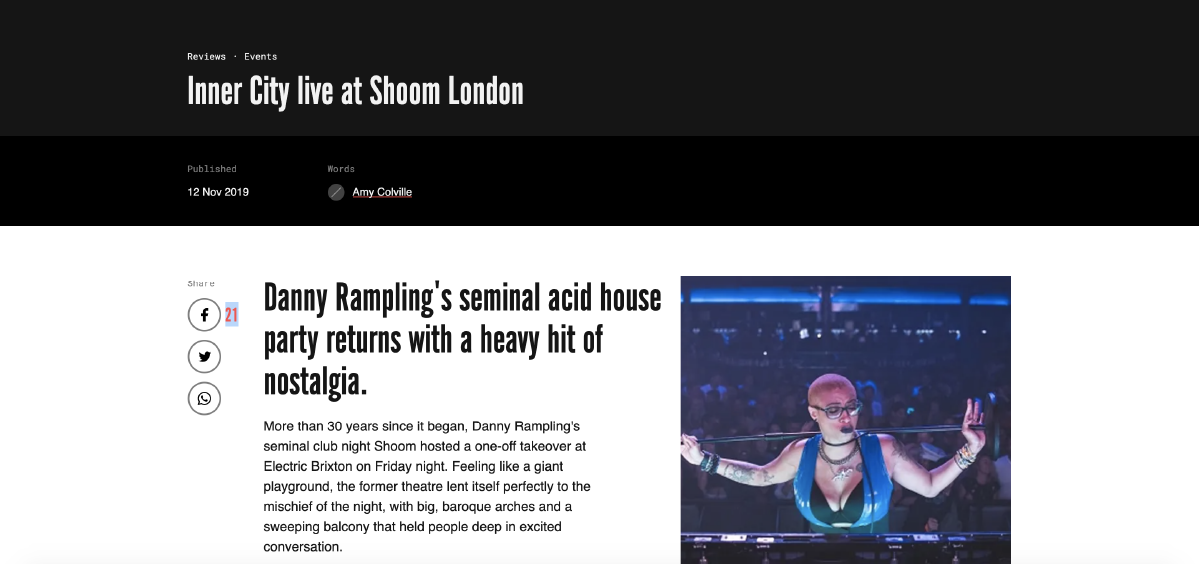 Reviews · Events
Inner City live at Shoom London
Published
12 Nov 2019
Words
Amy Colville
Share
21
Danny Rampling's seminal acid house
party returns with a heavy hit of
nostalgia.
More than 30 years since it began, Danny Rampling's
seminal club night Shoom hosted a one-off takeover at
Electric Brixton on Friday night. Feeling like a giant
playground, the former theatre lent itself perfectly to the
mischief of the night, with big, baroque arches and a
sweeping balcony that held people deep in excited
conversation.